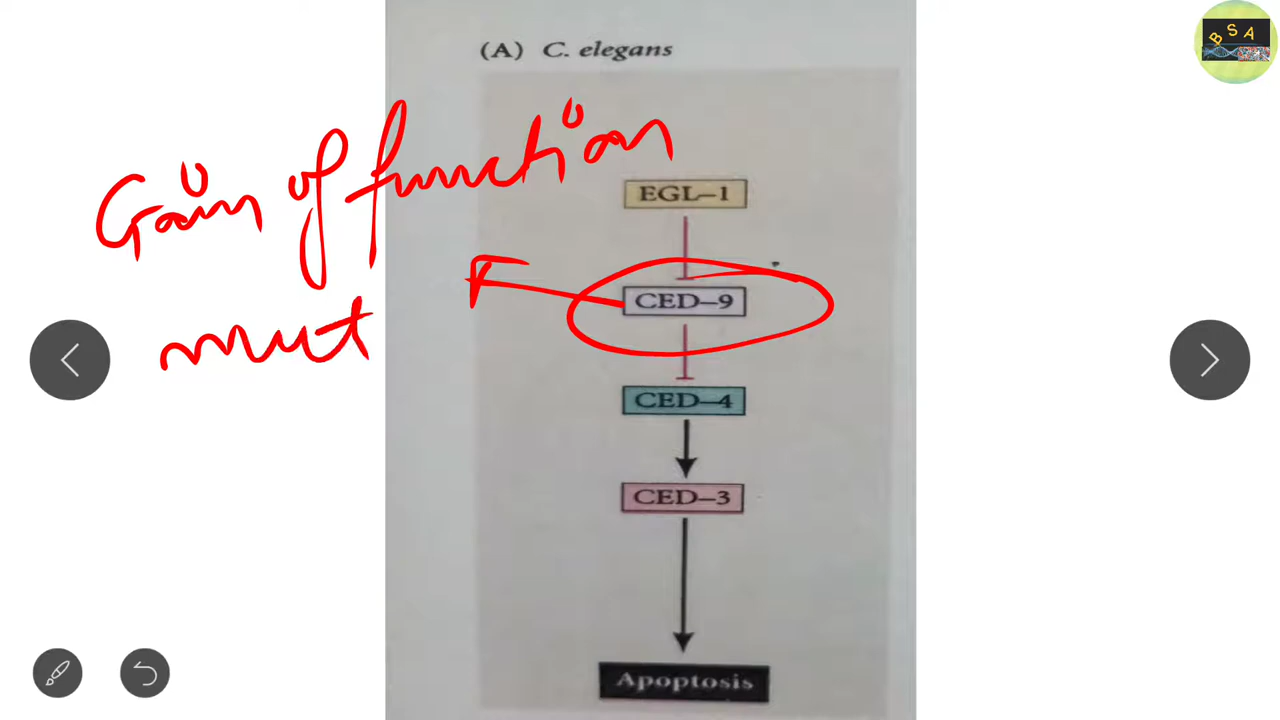 BSA
(A) C. elegans
Gain of function
mut
EGL–1
CED–9
CED–4
CED–3
Apoptosis